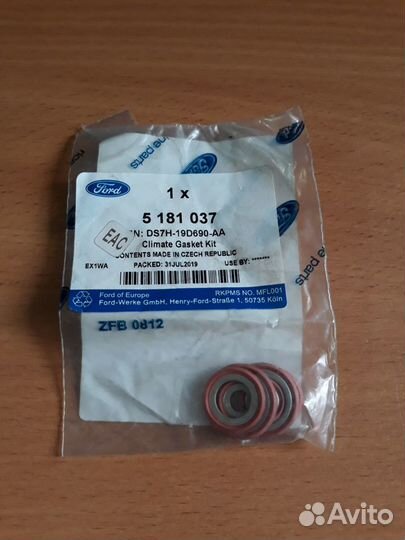 Ford
1 x
5 181 037
N: DS7H-19D690-AA
EAC
Climate Gasket Kit
CONTENTS MADE IN CZECH REPUBLIC
EX1WA PACKED: 31JUL2019 USE BY: -------
Ford of Europe RKPMS NO. MFL001
Ford-Werke GmbH, Henry-Ford-Straße 1, 50735 Köln
ZFB 0812
ne parts
Avito